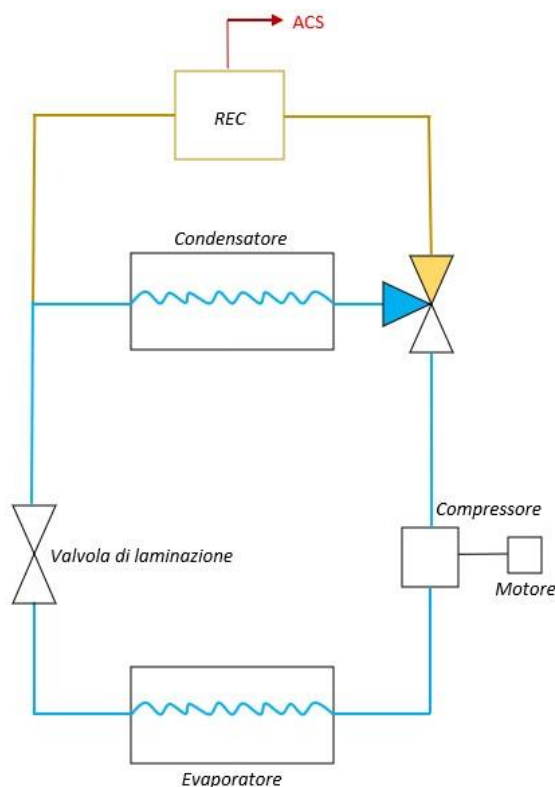 ACS
REC
Condensatore
Compressore
Valvola di laminazione
Motore
Evaporatore